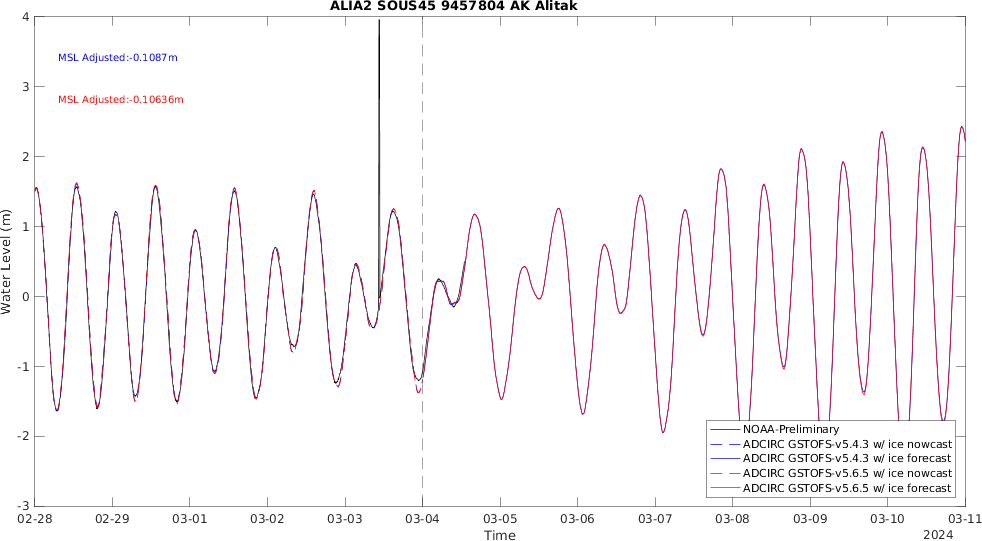 ALIA2 SOUS45 9457804 AK Alitak
MSL Adjusted:-0.1087m
MSL Adjusted:-0.10636m
Water Level (m)
4
3
2
1
0
-1
-2
-3
NOAA-Preliminary
ADCIRC GSTOFS-v5.4.3 w/ ice nowcast
ADCIRC GSTOFS-v5.4.3 w/ ice forecast
ADCIRC GSTOFS-v5.6.5 w/ ice nowcast
ADCIRC GSTOFS-v5.6.5 w/ ice forecast
02-28 02-29 03-01 03-02 03-03 03-04 03-05 03-06 03-07 03-08 03-09 03-10 03-11
Time
2024